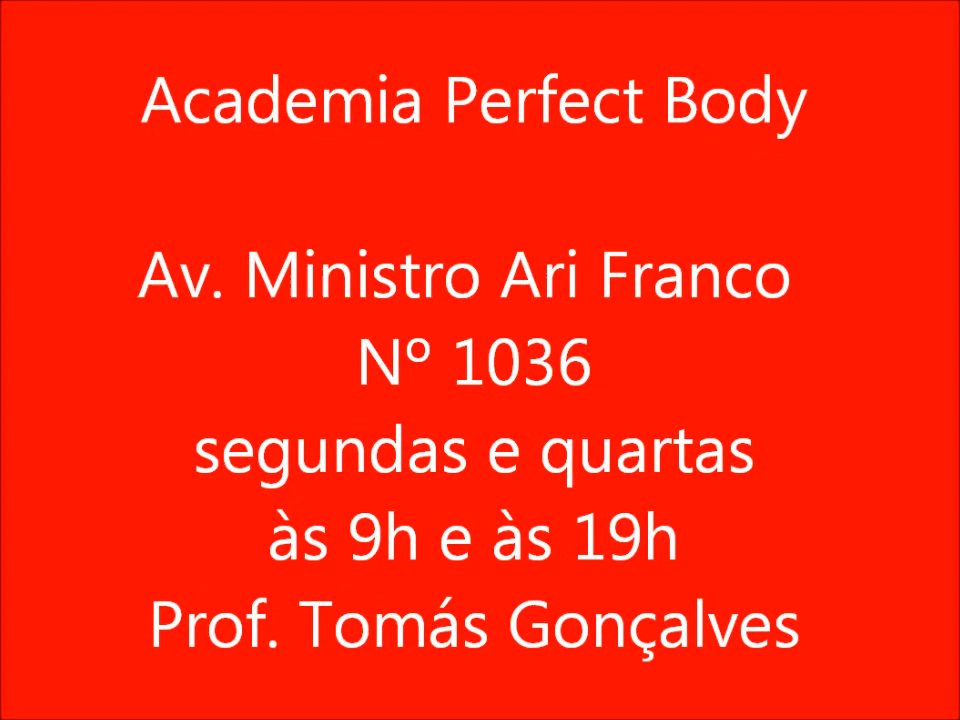 Academia Perfect Body
Av. Ministro Ari Franco
Nº 1036
segundas e quartas
às 9h e às 19h
Prof. Tomás Gonçalves